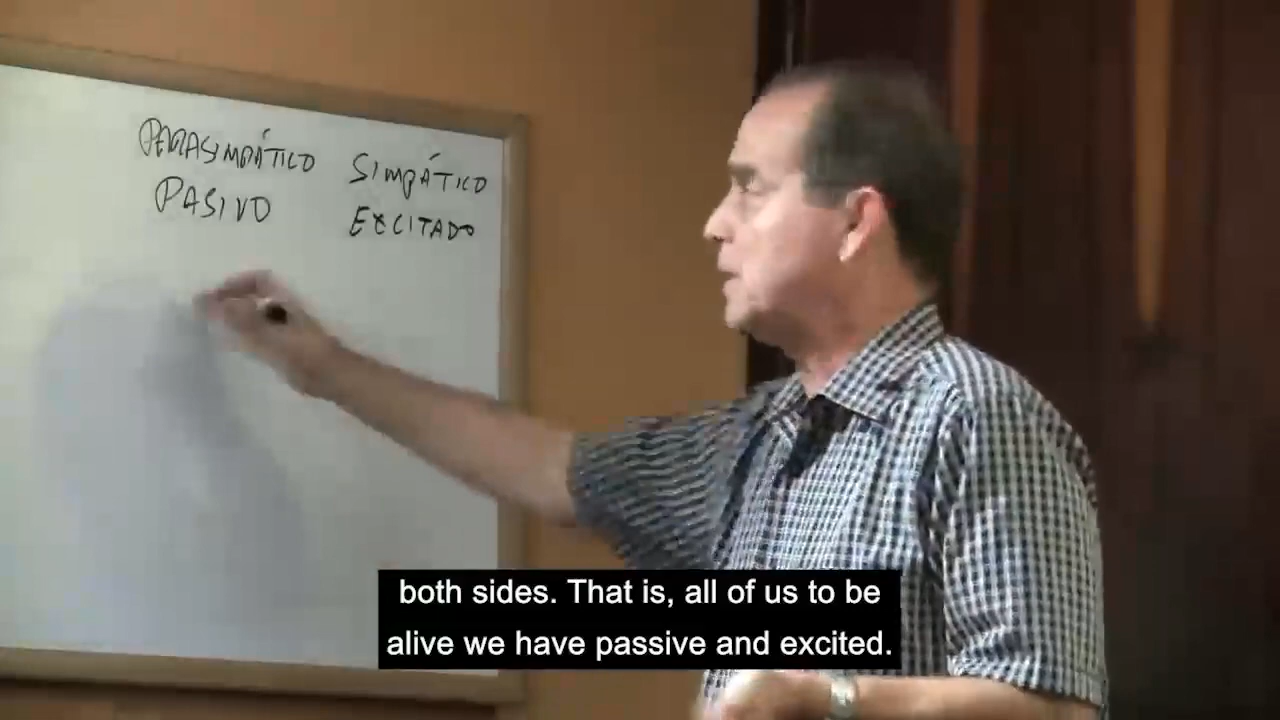 PARASIMPÁTICO SIMPÁTICO
PASIVO EXCITADO
both sides. That is, all of us to be
alive we have passive and excited.